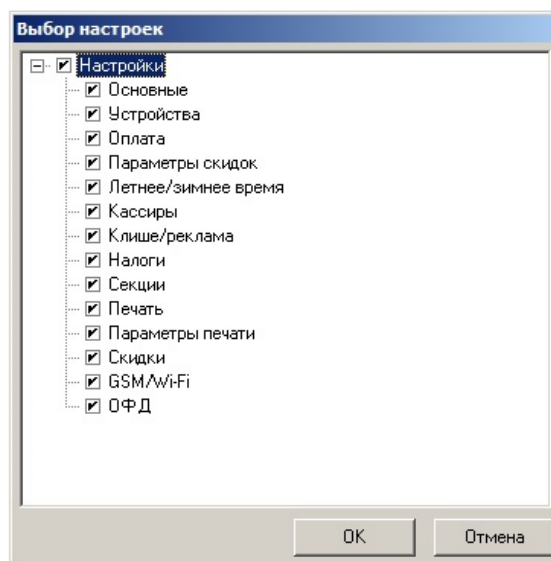 Выбор настроек
Настройки
Основные
Устройства
Оплата
Параметры скидок
Летнее/зимнее время
Кассиры
Клише/реклама
Налоги
Секции
Печать
Параметры печати
Скидки
GSM/Wi-Fi
ОФД
OK Отмена